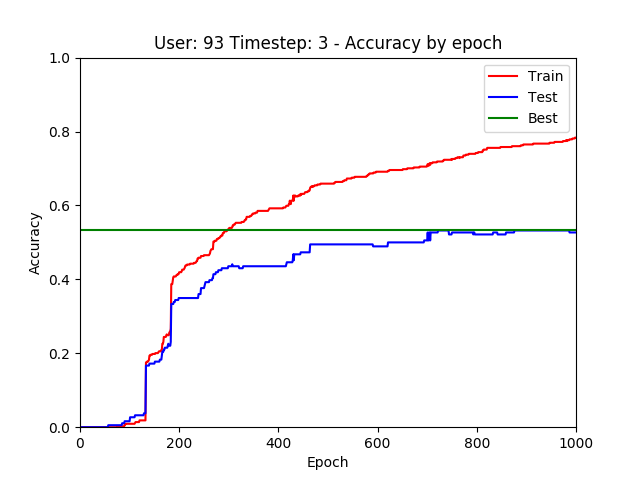 User: 93 Timestep: 3 - Accuracy by epoch
Train
Test
Best
1.0
0.8
0.6
0.4
0.2
0.0
Accuracy
0 200 400 600 800 1000
Epoch